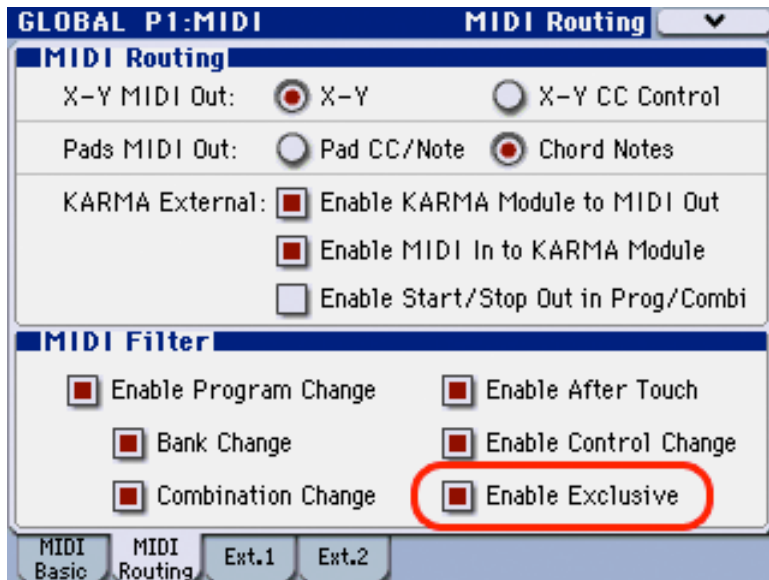 GLOBAL P1:MIDI MIDI Routing
MIDI Routing
X-Y MIDI Out: X-Y X-Y CC Control
Pads MIDI Out: Pad CC/Note Chord Notes
KARMA External: Enable KARMA Module to MIDI Out
Enable MIDI In to KARMA Module
Enable Start/Stop Out in Prog/Combi
MIDI Filter
Enable Program Change Enable After Touch
Bank Change Enable Control Change
Combination Change Enable Exclusive
MIDI Basic MIDI Routing Ext.1 Ext.2